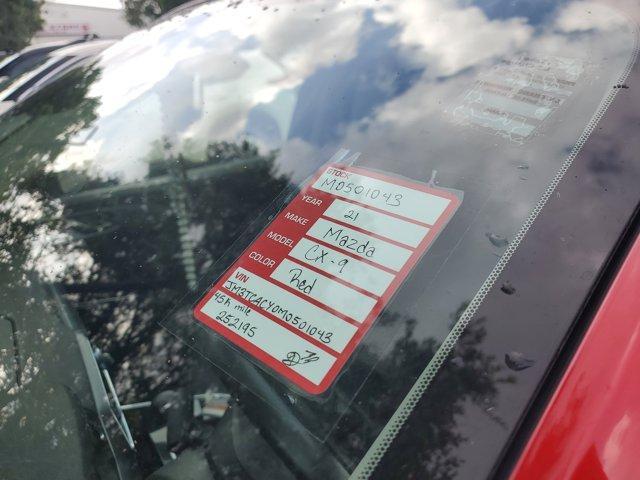 STOCK
M0501043
YEAR 21
MAKE Mazda
MODEL CX-9
COLOR Red
VIN
JM3TCACY0M0501043
45k mile
252195